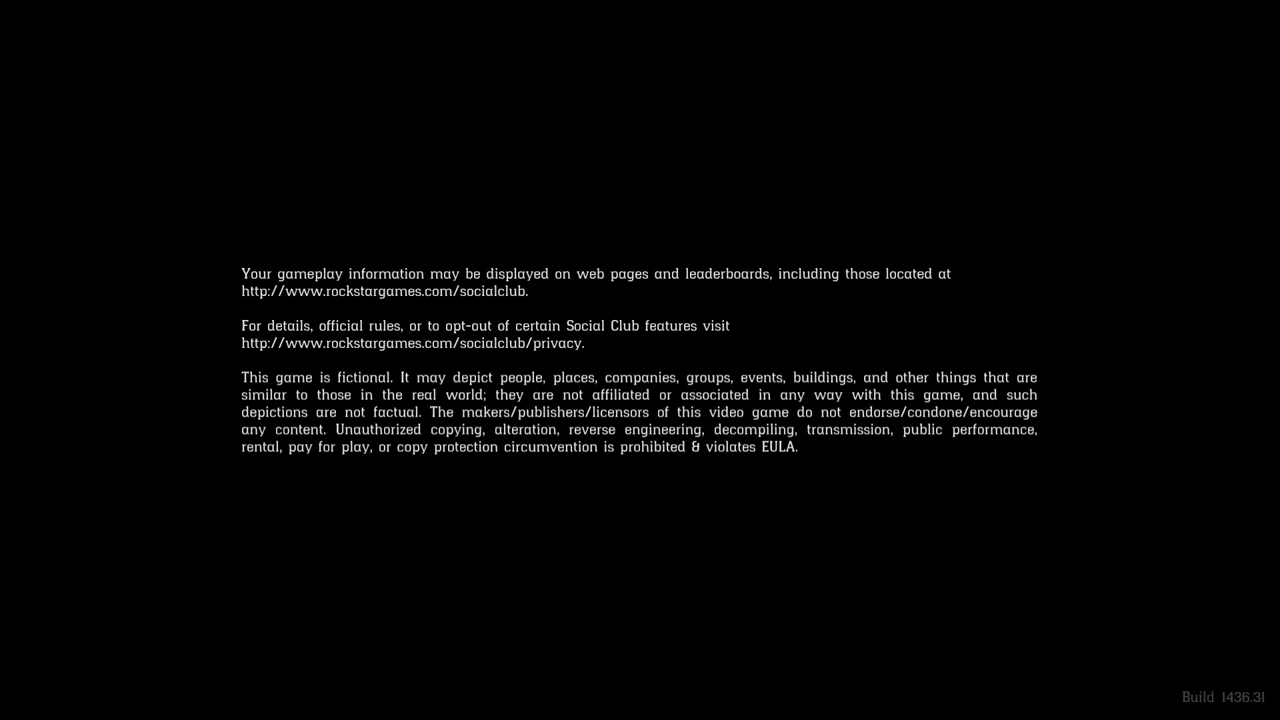 Your gameplay information may be displayed on web pages and leaderboards, including those located at
http://www.rockstargames.com/socialclub.
For details, official rules, or to opt-out of certain Social Club features visit
http://www.rockstargames.com/socialclub/privacy.
This game is fictional. It may depict people, places, companies, groups, events, buildings, and other things that are
similar to those in the real world; they are not affiliated or associated in any way with this game, and such
depictions are not factual. The makers/publishers/licensors of this video game do not endorse/condone/encourage
any content. Unauthorized copying, alteration, reverse engineering, decompiling, transmission, public performance,
rental, pay for play, or copy protection circumvention is prohibited & violates EULA.
Build 1436.31